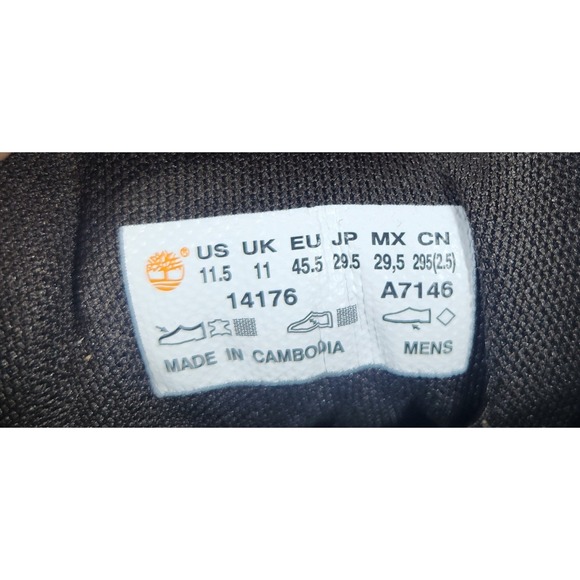 ® US UK EU JP MX CN
11.5 11 45.5 29.5 29,5 295(2.5)
14176 A7146
MADE IN CAMBODIA MENS